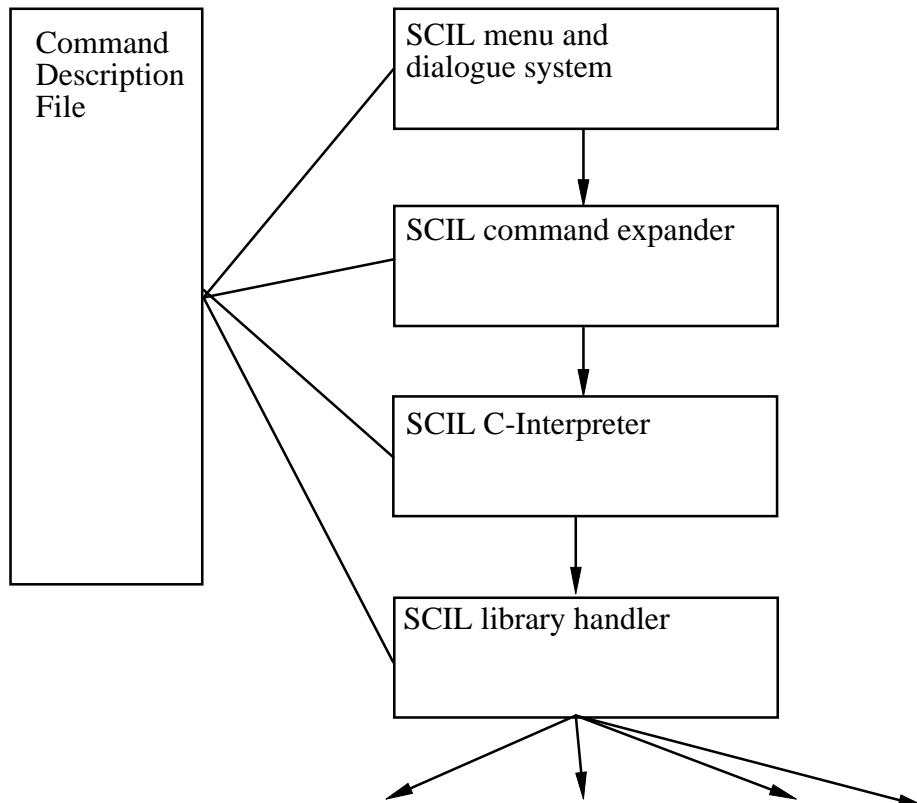 Command
Description
File
SCIL menu and
dialogue system
SCIL command expander
SCIL C-Interpreter
SCIL library handler